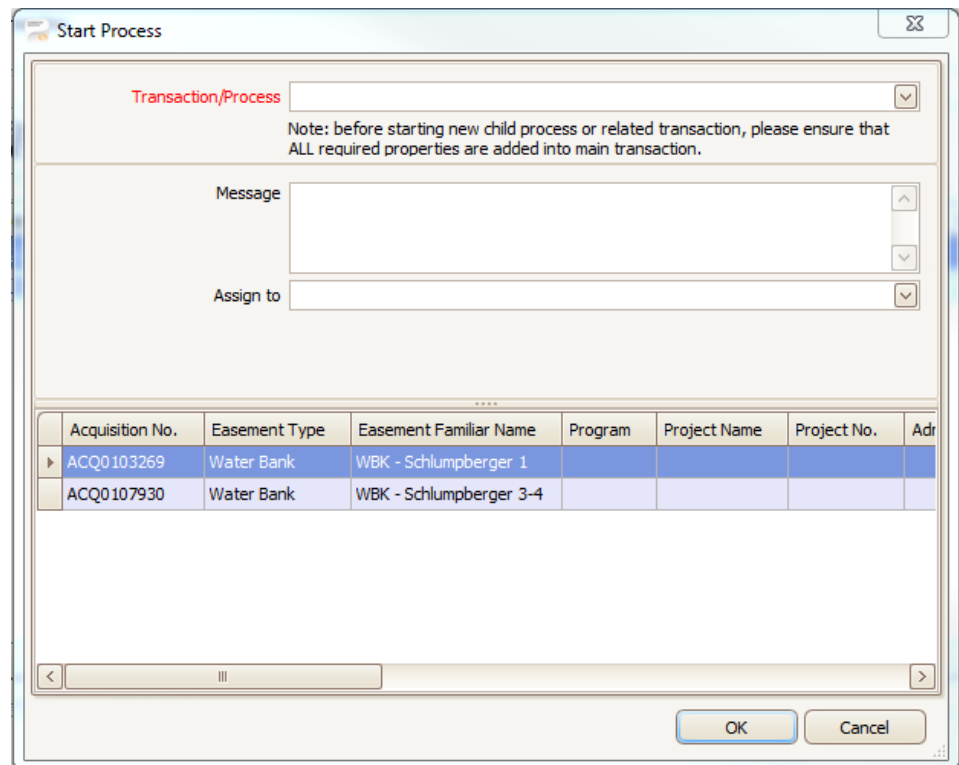 Start Process
Transaction/Process
Note: before starting new child process or related transaction, please ensure that
ALL required properties are added into main transaction.
Message
Assign to
Acquisition No. Easement Type Easement Familiar Name Program Project Name Project No. Adr
ACQ0103269 Water Bank WBK - Schlumpberger 1
ACQ0107930 Water Bank WBK - Schlumpberger 3-4
OK Cancel